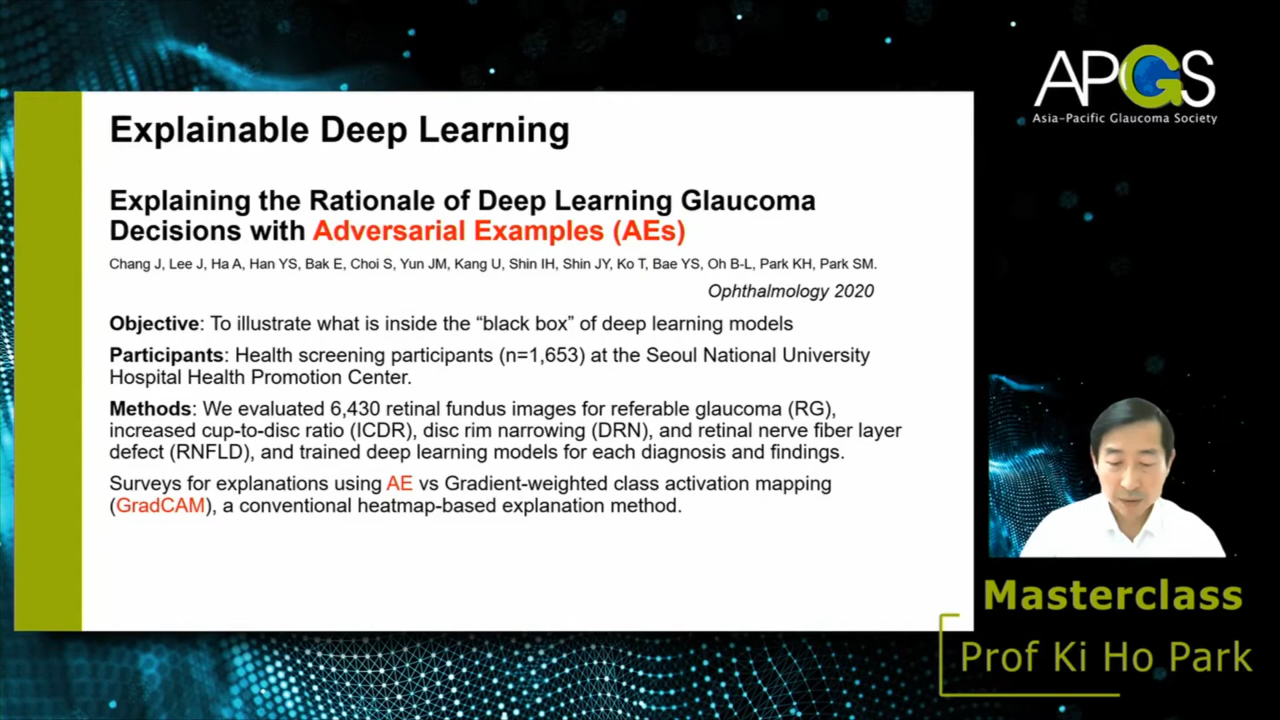 APGS
Asia-Pacific Glaucoma Society
Explainable Deep Learning
Explaining the Rationale of Deep Learning Glaucoma
Decisions with Adversarial Examples (AEs)
Chang J, Lee J, Ha A, Han YS, Bak E, Choi S, Yun JM, Kang U, Shin IH, Shin JY, Ko T, Bae YS, Oh B-L, Park KH, Park SM.
Ophthalmology 2020
Objective: To illustrate what is inside the “black box” of deep learning models
Participants: Health screening participants (n=1,653) at the Seoul National University
Hospital Health Promotion Center.
Methods: We evaluated 6,430 retinal fundus images for referable glaucoma (RG),
increased cup-to-disc ratio (ICDR), disc rim narrowing (DRN), and retinal nerve fiber layer
defect (RNFLD), and trained deep learning models for each diagnosis and findings.
Surveys for explanations using AE vs Gradient-weighted class activation mapping
(GradCAM), a conventional heatmap-based explanation method.
Masterclass
Prof Ki Ho Park